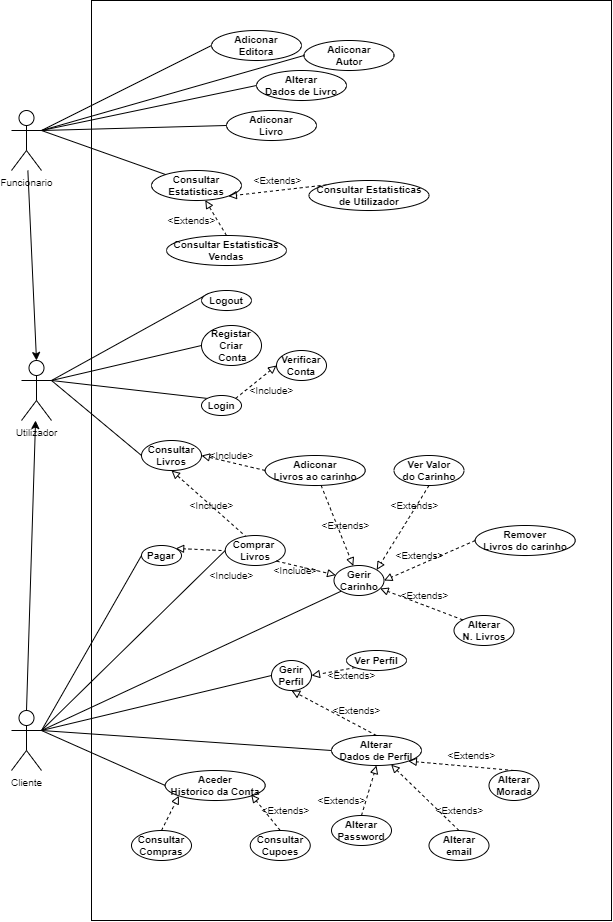 Adiconar
Editora
Adiconar
Autor
Alterar
Dados de Livro
Adiconar
Livro
Funcionario
Consultar
Estatisticas
<Extends>
Consultar Estatisticas
de Utilizador
<Extends>
Consultar Estatisticas
Vendas
Logout
Registar
Criar
Conta
Verificar
Conta
<Include>
Login
Utilizador
Consultar
Livros
<Include>
Adiconar
Livros ao carinho
Ver Valor
do Carinho
<Include>
<Extends>
<Extends>
Remover
Livros do carinho
Pagar
Comprar
Livros
<Include>
<Include>
<Extends>
Gerir
Carinho
<Extends>
Alterar
N. Livros
Gerir
Perfil
Ver Perfil
<Extends>
<Extends>
Alterar
Dados de Perfil
<Extends>
Cliente
Aceder
Historico da Conta
Alterar
Morada
<Extends>
<Extends>
<Extends>
Consultar
Compras
Consultar
Cupoes
Alterar
Password
Alterar
email